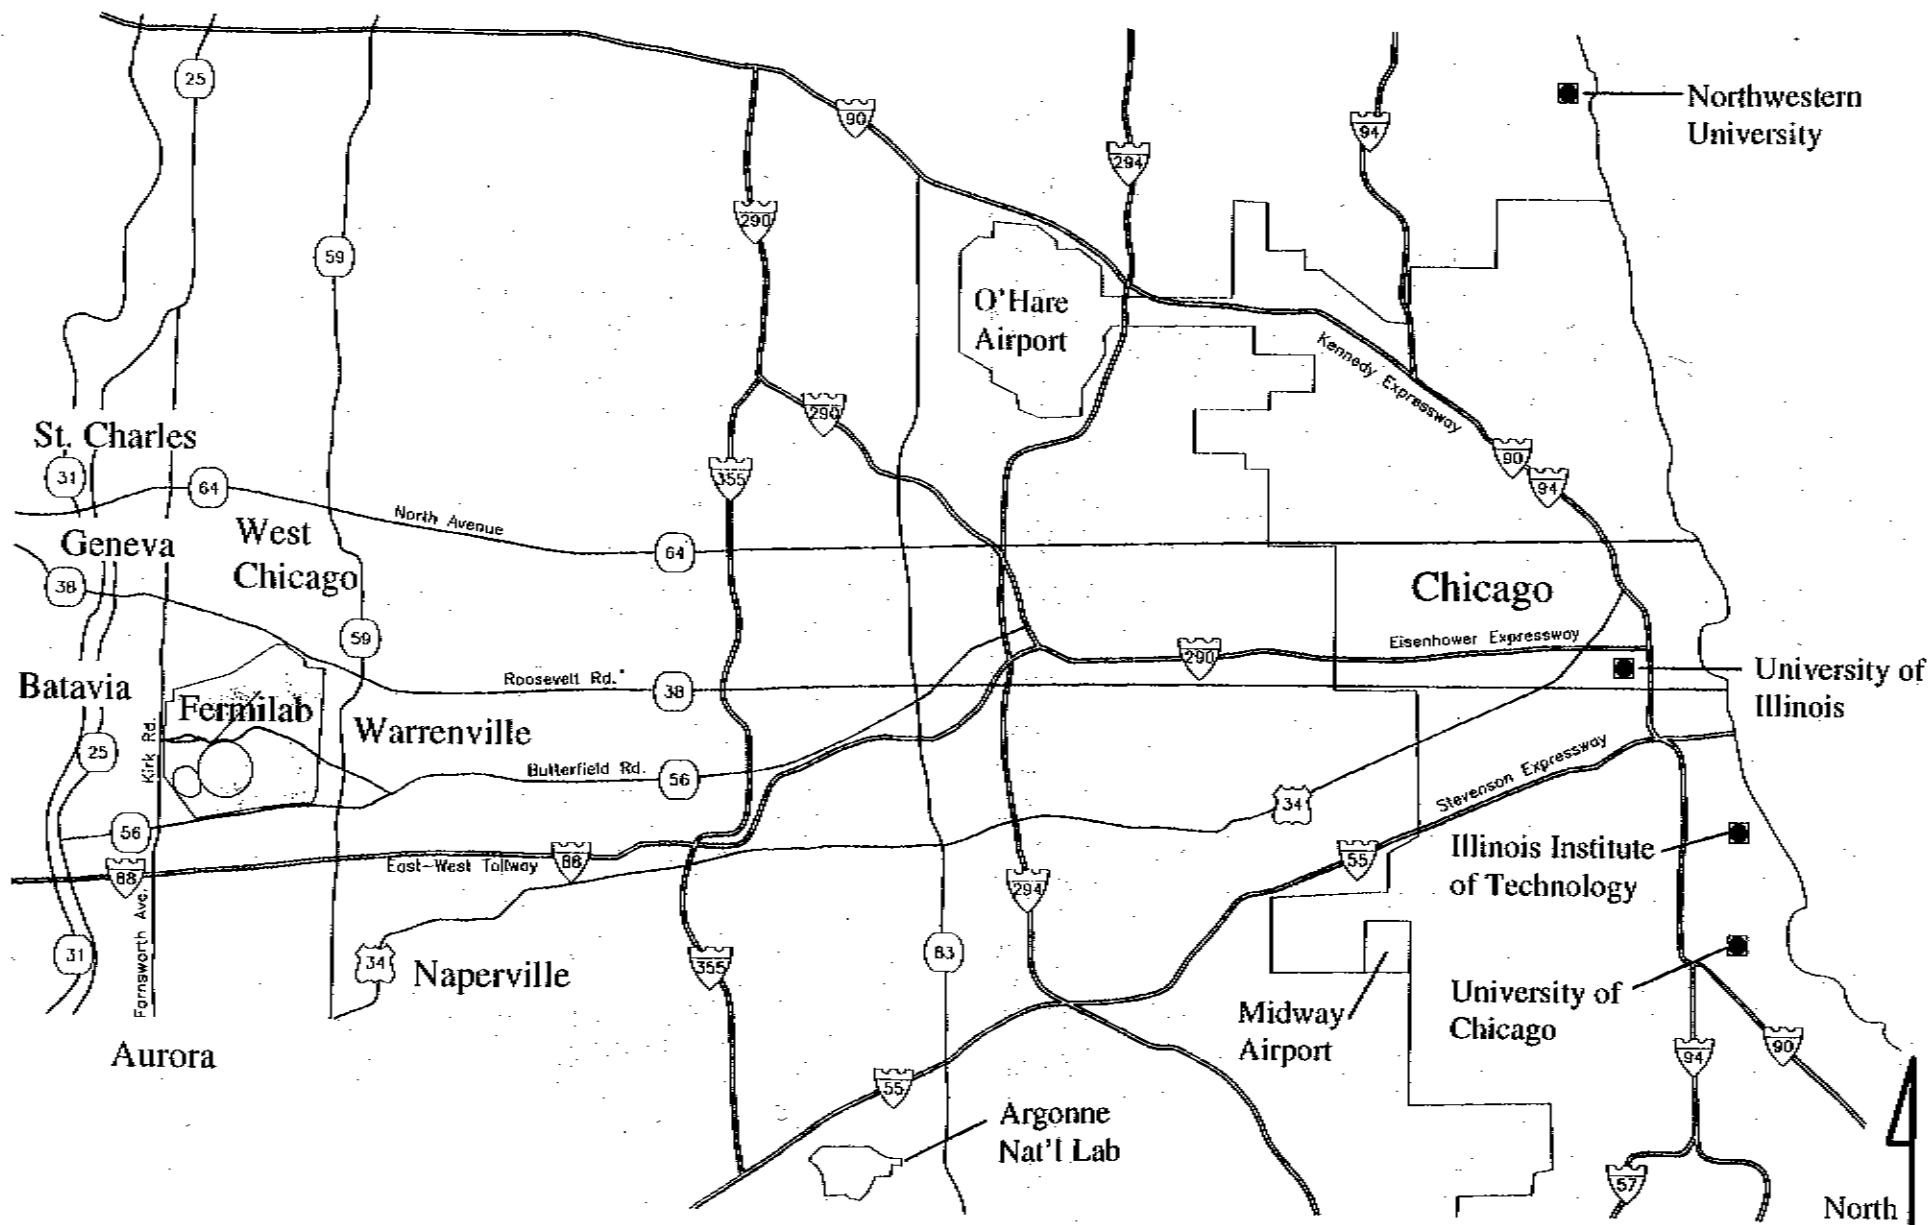 25
90
294
94
Northwestern
University
290
59
O'Hare
Airport
Kennedy Expressway
290
St. Charles
31
64
355
90
94
North Avenue
West
Chicago
Geneva
64
38
Chicago
59
Eisenhower Expressway
290
University of
Illinois
Batavia
Roosevelt Rd.
38
Fermilab
Warrenville
25
Kirk Rd.
Butterfield Rd.
56
Stevenson Expressway
34
56
Illinois Institute
of Technology
55
88
East-West Tollway
88
294
Farnsworth Ave.
31
34
Naperville
355
83
University of
Chicago
Midway
Airport
Aurora
94
90
55
Argonne
Nat'l Lab
57
North